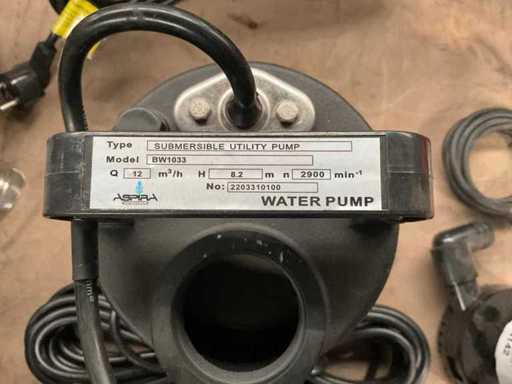 Type SUBMERSIBLE UTILITY PUMP
Model BW1033
Q 12 m³/h H 8.2 m n 2900 min⁻¹
No: 2203310100
ASPIRA
WATER PUMP